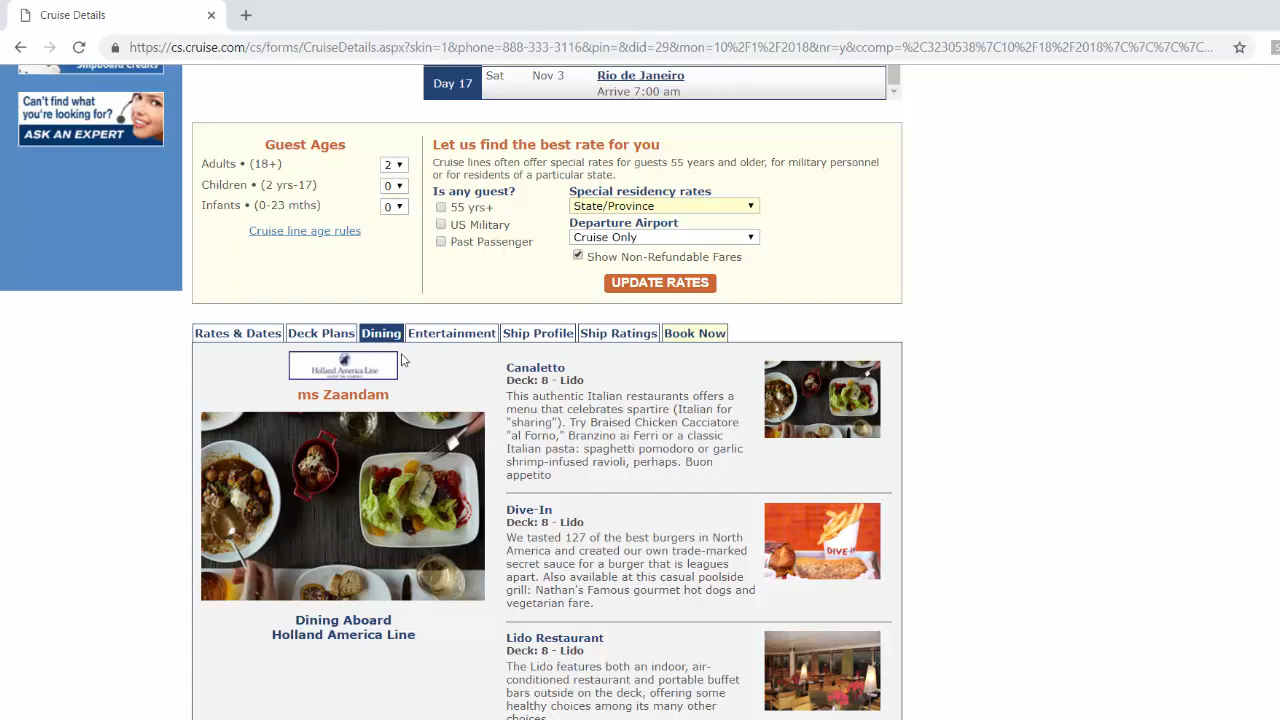 Cruise Details
https://cs.cruise.com/cs/forms/CruiseDetails.aspx?skin=1&phone=888-333-3116&pin=&did=29&mon=10%2F1%2F2018&nr=y&ccomp=%2C3230538%7C10%2F18%2F2018%7C%7C%7C%7C...
Shipboard Credits
Can't find what
you're looking for?
ASK AN EXPERT
Day 17 Sat Nov 3 Rio de Janeiro
Arrive 7:00 am
Guest Ages
Adults • (18+) 2
Children • (2 yrs-17) 0
Infants • (0-23 mths) 0
Cruise line age rules
Let us find the best rate for you
Cruise lines often offer special rates for guests 55 years and older, for military personnel
or for residents of a particular state.
Is any guest?
55 yrs+
US Military
Past Passenger
Special residency rates
State/Province
Departure Airport
Cruise Only
Show Non-Refundable Fares
UPDATE RATES
Rates & Dates Deck Plans Dining Entertainment Ship Profile Ship Ratings Book Now
Holland America Line
ms Zaandam
Dining Aboard
Holland America Line
Canaletto
Deck: 8 - Lido
This authentic Italian restaurants offers a
menu that celebrates spartire (Italian for
"sharing"). Try Braised Chicken Cacciatore
"al Forno," Branzino ai Ferri or a classic
Italian pasta: spaghetti pomodoro or garlic
shrimp-infused ravioli, perhaps. Buon
appetito
Dive-In
Deck: 8 - Lido
We tasted 127 of the best burgers in North
America and created our own trade-marked
secret sauce for a burger that is leagues
apart. Also available at this casual poolside
grill: Nathan's Famous gourmet hot dogs and
vegetarian fare.
DIVE-IN
Lido Restaurant
Deck: 8 - Lido
The Lido features both an indoor, air-
conditioned restaurant and portable buffet
bars outside on the deck, offering some
healthy choices among its many other
choices.